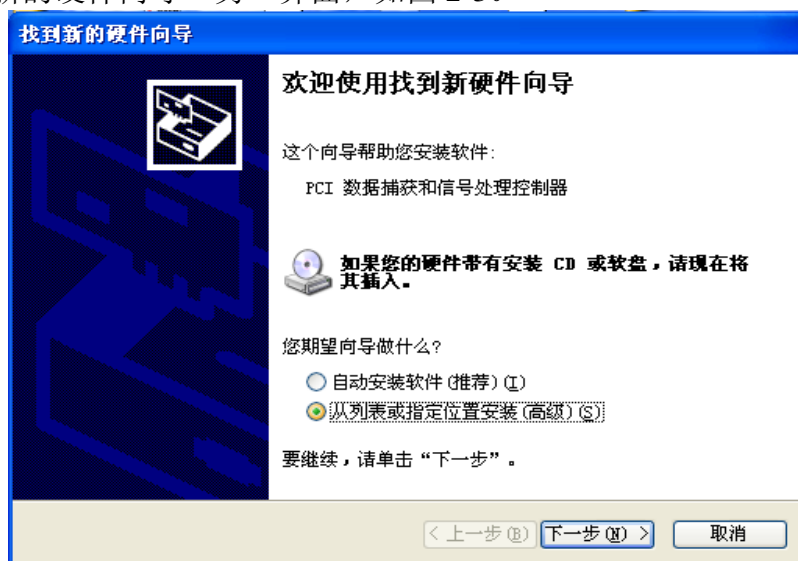 找到新的硬件向导
欢迎使用找到新硬件向导
这个向导帮助您安装软件:
PCI 数据捕获和信号处理控制器
如果您的硬件带有安装 CD 或软盘，请现在将
其插入。
您期望向导做什么?
自动安装软件(推荐)(I)
从列表或指定位置安装(高级)(S)
要继续，请单击“下一步”。
< 上一步(B) 下一步(N) > 取消